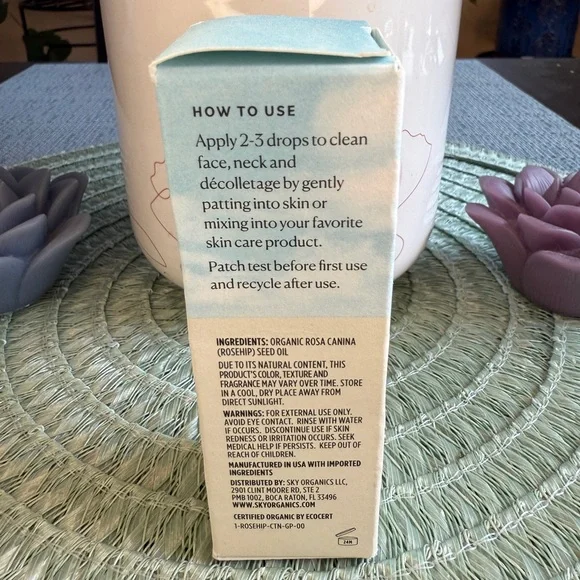 HOW TO USE
Apply 2-3 drops to clean
face, neck and
décolletage by gently
patting into skin or
mixing into your favorite
skin care product.
Patch test before first use
and recycle after use.
INGREDIENTS: ORGANIC ROSA CANINA
(ROSEHIP) SEED OIL
DUE TO ITS NATURAL CONTENT, THIS
PRODUCT'S COLOR, TEXTURE AND
FRAGRANCE MAY VARY OVER TIME. STORE
IN A COOL, DRY PLACE AWAY FROM
DIRECT SUNLIGHT.
WARNINGS: FOR EXTERNAL USE ONLY.
AVOID EYE CONTACT. RINSE WITH WATER
IF OCCURS. DISCONTINUE USE IF SKIN
REDNESS OR IRRITATION OCCURS. SEEK
MEDICAL HELP IF PERSISTS. KEEP OUT OF
REACH OF CHILDREN.
MANUFACTURED IN USA WITH IMPORTED
INGREDIENTS
DISTRIBUTED BY: SKY ORGANICS LLC,
2901 CLINT MOORE RD, STE 2
PMB 1002, BOCA RATON, FL 33496
WWW.SKYORGANICS.COM
CERTIFIED ORGANIC BY ECOCERT
1-ROSEHIP-CTN-GP-00
24M